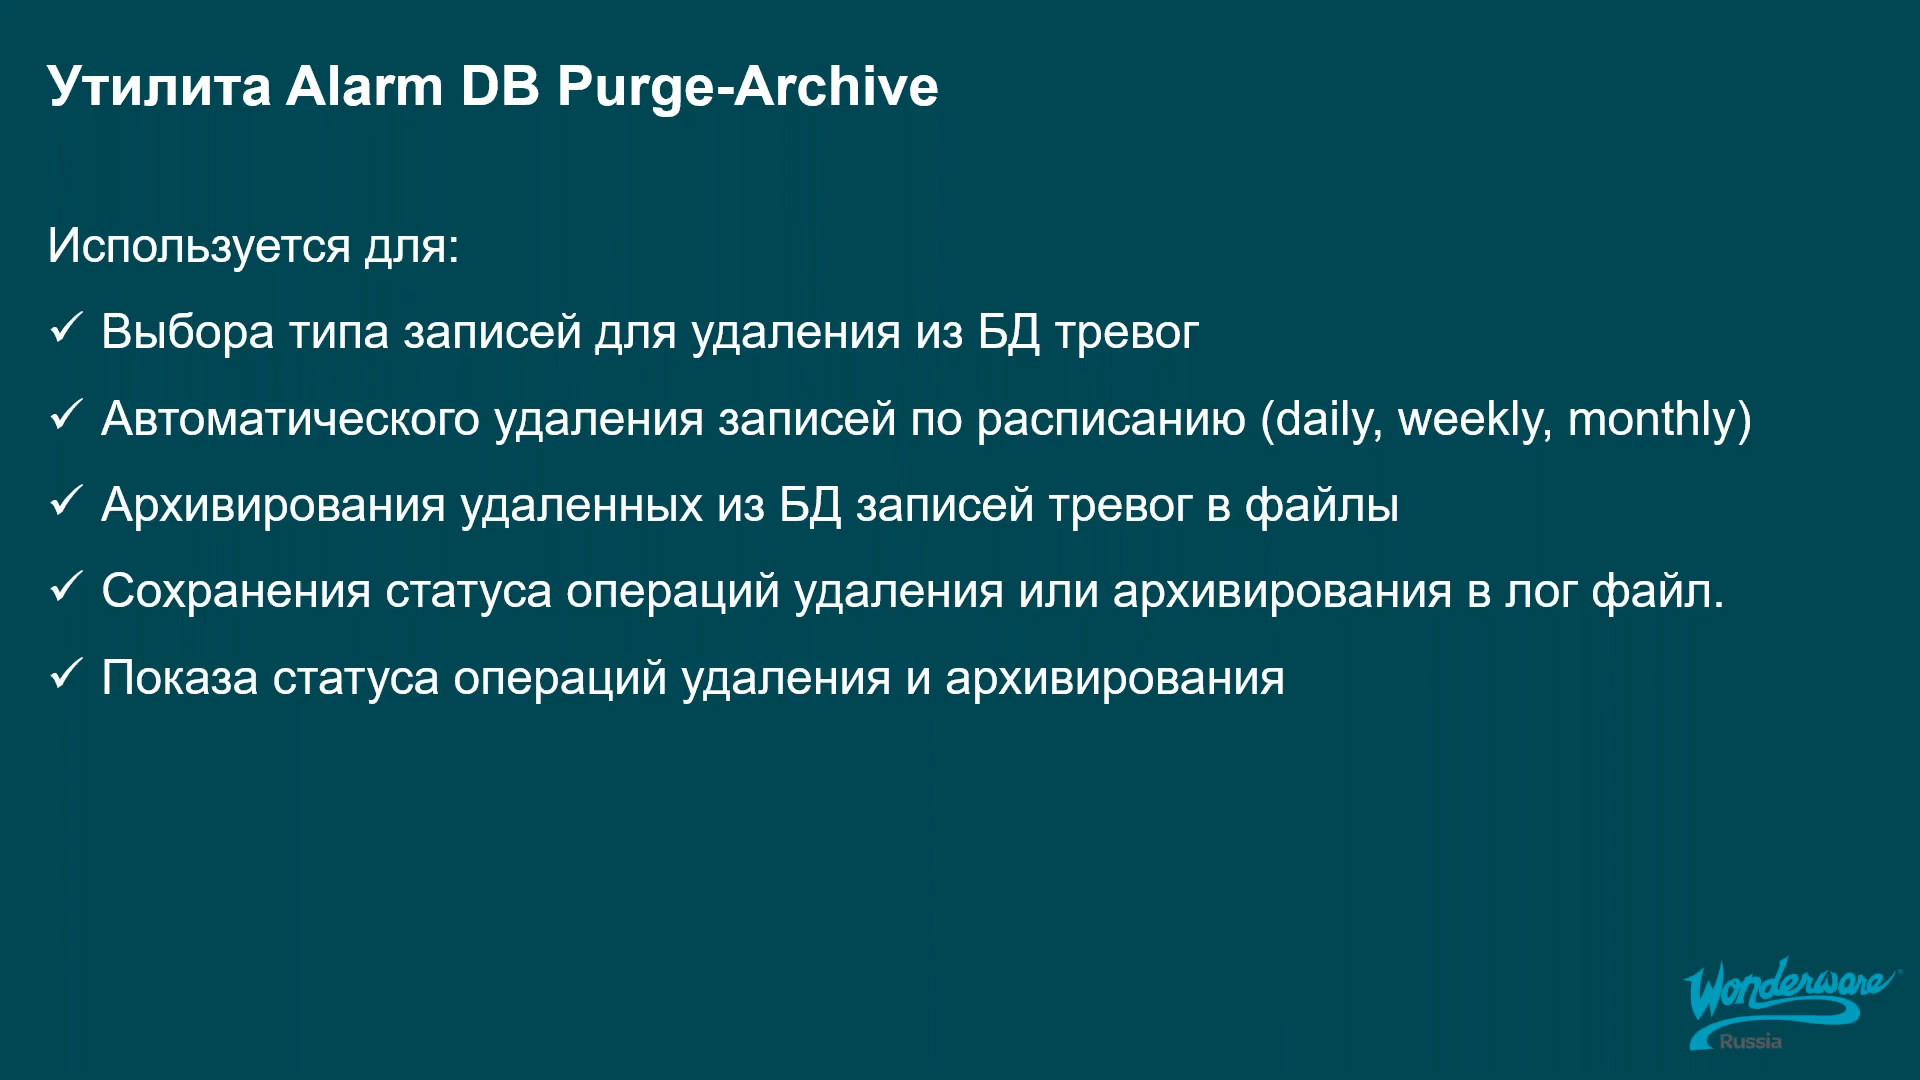 Утилита Alarm DB Purge-Archive
Используется для:
✓ Выбора типа записей для удаления из БД тревог
✓ Автоматического удаления записей по расписанию (daily, weekly, monthly)
✓ Архивирования удаленных из БД записей тревог в файлы
✓ Сохранения статуса операций удаления или архивирования в лог файл.
✓ Показа статуса операций удаления и архивирования
Wonderware
Russia